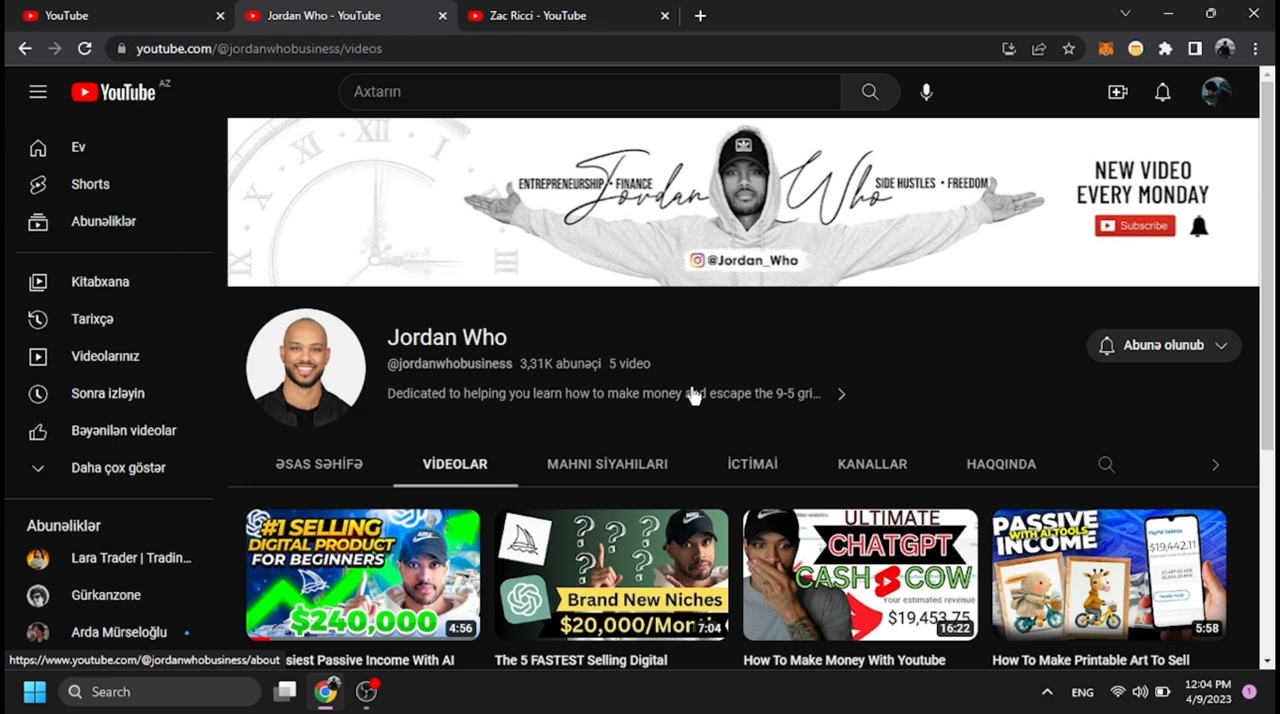 YouTube
Jordan Who - YouTube
Zac Ricci - YouTube
youtube.com/@jordanwhobusiness/videos
YouTube AZ
Axtarın
Ev
Shorts
Abunəliklər
Kitabxana
Tarixçə
Videolarınız
Sonra izləyin
Bəyənilən videolar
Daha çox göstər
Abunəliklər
Lara Trader | Tradin...
Gürkanzone
Arda Mürseloğlu
ENTREPRENEURSHIP • FINANCE
Jordan Who
SIDE HUSTLES • FREEDOM
@Jordan_Who
NEW VIDEO
EVERY MONDAY
Subscribe
Jordan Who
@jordanwhobusiness 3,31K abunəçi 5 video
Dedicated to helping you learn how to make money and escape the 9-5 gri...
Abunə olunub
ƏSAS SƏHİFƏ
VİDEOLAR
MAHNI SİYAHILARI
İCTİMAİ
KANALLAR
HAQQINDA
#1 SELLING
DIGITAL PRODUCT
FOR BEGINNERS
$240,000
4:56
Brand New Niches
$20,000/Mon
7:04
ULTIMATE
CHATGPT
CASH COW
Your estimated revenue
$19,453.75
16:22
PASSIVE
WITH AI TOOLS
INCOME
PayPal balance
$19,442.11
5:58
siest Passive Income With AI
The 5 FASTEST Selling Digital
How To Make Money With Youtube
How To Make Printable Art To Sell
https://www.youtube.com/@jordanwhobusiness/about
Search
ENG
12:04 PM
4/9/2023
1